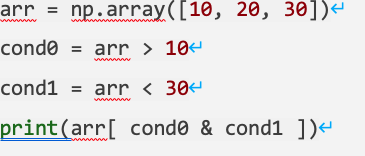 arr = np.array([10, 20, 30])↵
cond0 = arr > 10↵
cond1 = arr < 30↵
print(arr[ cond0 & cond1 ])↵